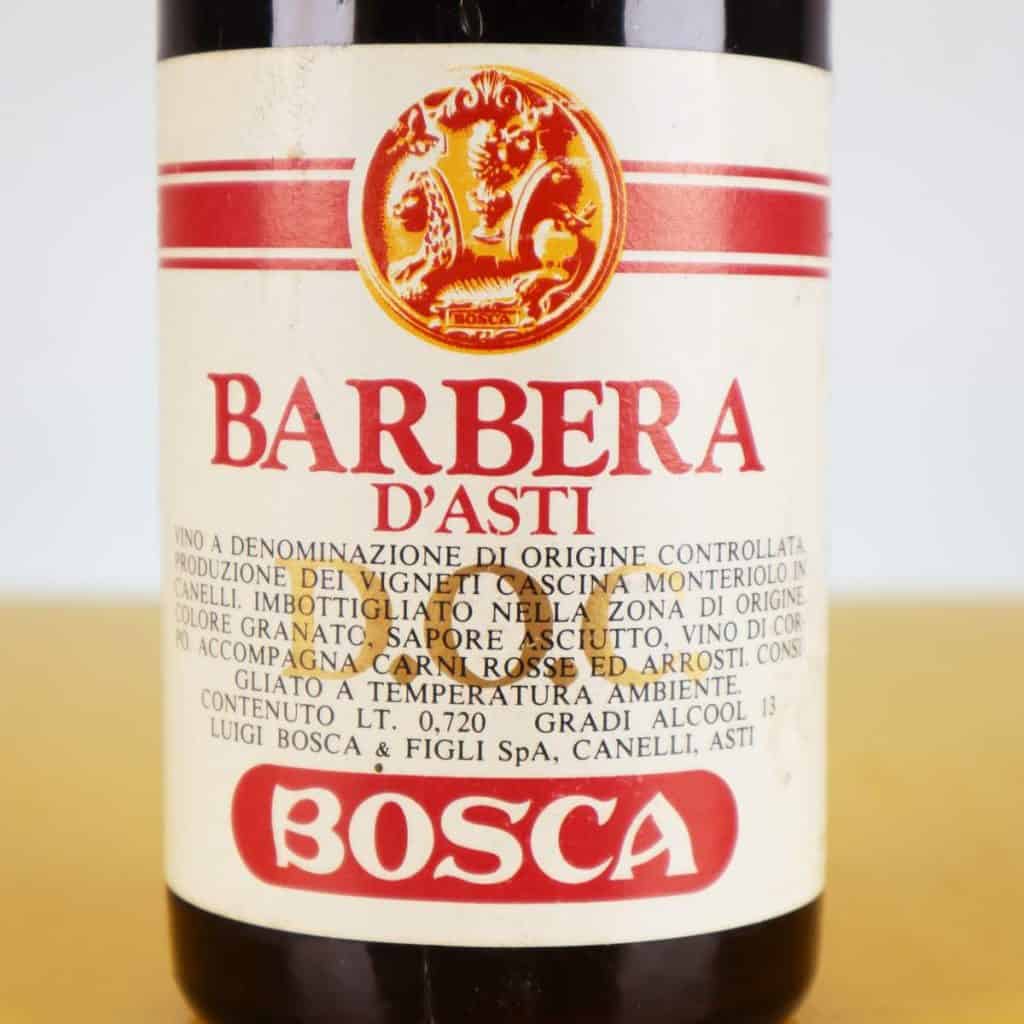 BOSCA
BARBERA
D'ASTI
D.O.C.
VINO A DENOMINAZIONE DI ORIGINE CONTROLLATA.
PRODUZIONE DEI VIGNETI CASCINA MONTERIOLO IN
CANELLI. IMBOTTIGLIATO NELLA ZONA DI ORIGINE.
COLORE GRANATO, SAPORE ASCIUTTO, VINO DI COR-
PO. ACCOMPAGNA CARNI ROSSE ED ARROSTI. CONSI
GLIATO A TEMPERATURA AMBIENTE.
CONTENUTO LT. 0,720 GRADI ALCOOL 13
LUIGI BOSCA & FIGLI SpA, CANELLI, ASTI
BOSCA